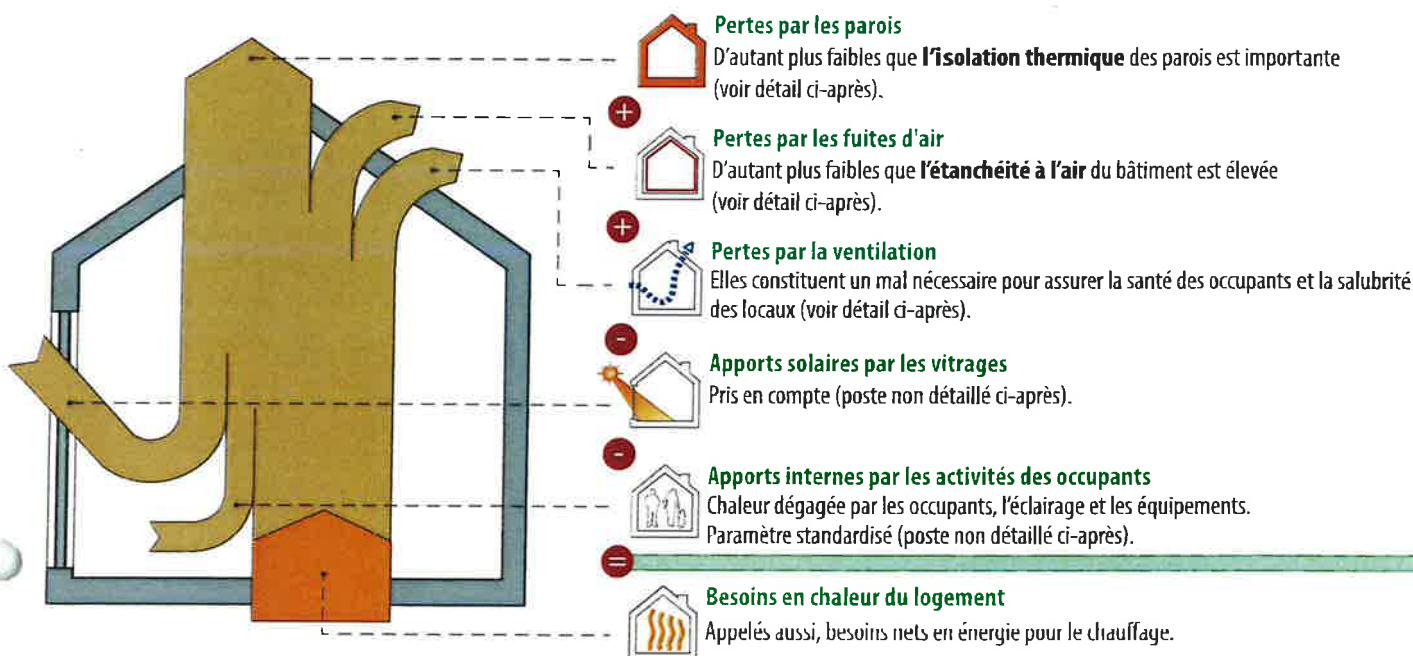 Pertes par les parois
D'autant plus faibles que l'isolation thermique des parois est importante
(voir détail ci-après).
+
Pertes par les fuites d'air
D'autant plus faibles que l'étanchéité à l'air du bâtiment est élevée
(voir détail ci-après).
+
Pertes par la ventilation
Elles constituent un mal nécessaire pour assurer la santé des occupants et la salubrité
des locaux (voir détail ci-après).
-
Apports solaires par les vitrages
Pris en compte (poste non détaillé ci-après).
-
Apports internes par les activités des occupants
Chaleur dégagée par les occupants, l'éclairage et les équipements.
Paramètre standardisé (poste non détaillé ci-après).
=
Besoins en chaleur du logement
Appelés aussi, besoins nets en énergie pour le chauffage.